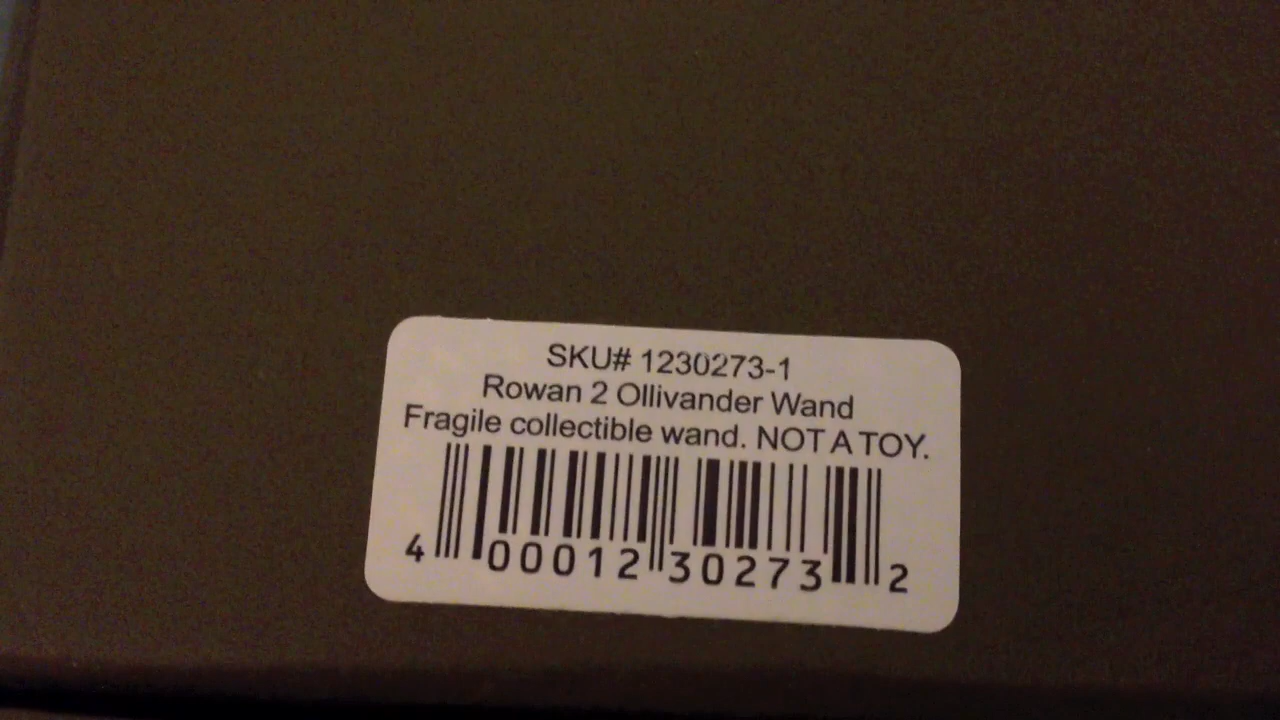 SKU# 1230273-1
Rowan 2 Ollivander Wand
Fragile collectible wand. NOT A TOY.
4 00012 30273 2